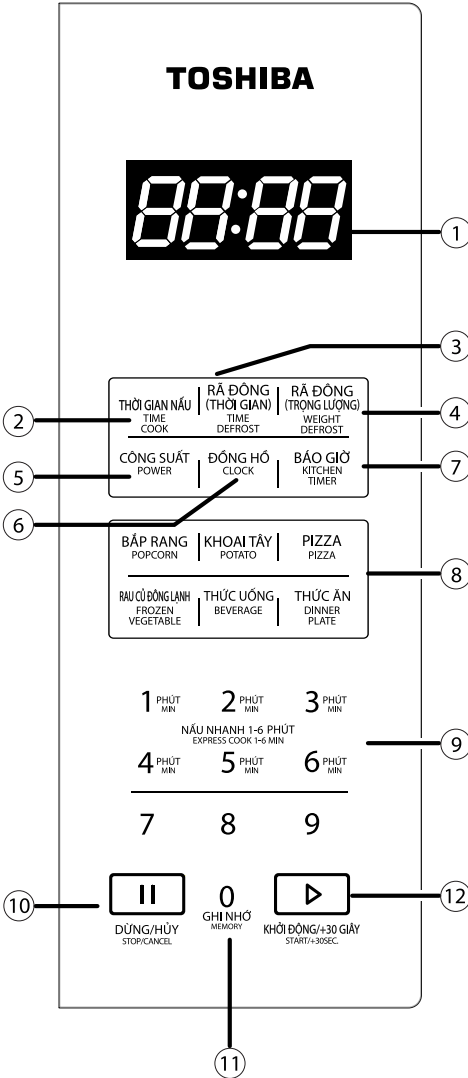 TOSHIBA
88:88
1
3
THỜI GIAN NẤU
TIME
COOK
RÃ ĐÔNG
(THỜI GIAN)
TIME
DEFROST
RÃ ĐÔNG
(TRỌNG LƯỢNG)
WEIGHT
DEFROST
2
4
CÔNG SUẤT
POWER
ĐỒNG HỒ
CLOCK
BÁO GIỜ
KITCHEN
TIMER
5
7
6
BẮP RANG
POPCORN
KHOAI TÂY
POTATO
PIZZA
PIZZA
8
RAU CỦ ĐÔNG LẠNH
FROZEN
VEGETABLE
THỨC UỐNG
BEVERAGE
THỨC ĂN
DINNER
PLATE
1 PHÚT
MIN
2 PHÚT
MIN
3 PHÚT
MIN
NẤU NHANH 1-6 PHÚT
EXPRESS COOK 1-6 MIN
9
4 PHÚT
MIN
5 PHÚT
MIN
6 PHÚT
MIN
7 8 9
10
DỪNG/HỦY
STOP/CANCEL
0
GHI NHỚ
MEMORY
KHỞI ĐỘNG/+30 GIÂY
START/+30SEC.
12
11